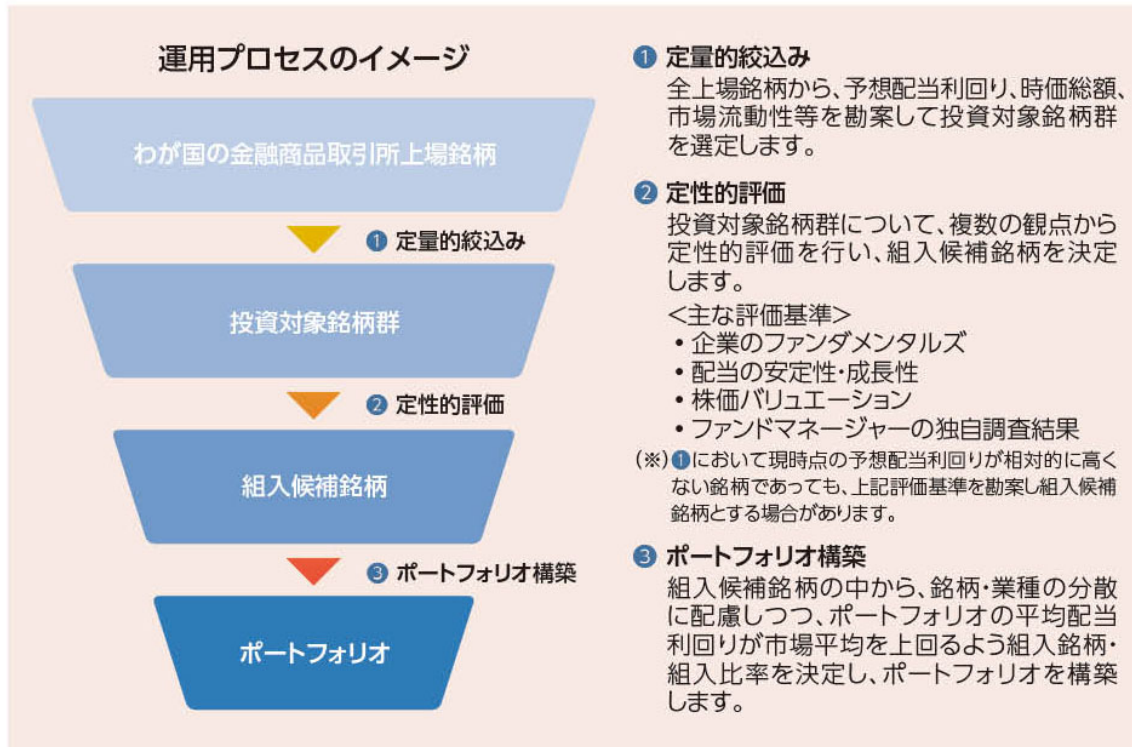 運用プロセスのイメージ
わが国の金融商品取引所上場銘柄
❶ 定量的絞込み
投資対象銘柄群
❷ 定性的評価
組入候補銘柄
❸ ポートフォリオ構築
ポートフォリオ
❶ 定量的絞込み
全上場銘柄から、予想配当利回り、時価総額、
市場流動性等を勘案して投資対象銘柄群
を選定します。
❷ 定性的評価
投資対象銘柄群について、複数の観点から
定性的評価を行い、組入候補銘柄を決定
します。
<主な評価基準>
• 企業のファンダメンタルズ
• 配当の安定性・成長性
• 株価バリュエーション
• ファンドマネージャーの独自調査結果
(※)❶において現時点の予想配当利回りが相対的に高く
ない銘柄であっても、上記評価基準を勘案し組入候補
銘柄とする場合があります。
❸ ポートフォリオ構築
組入候補銘柄の中から、銘柄・業種の分散
に配慮しつつ、ポートフォリオの平均配当
利回りが市場平均を上回るよう組入銘柄・
組入比率を決定し、ポートフォリオを構築
します。